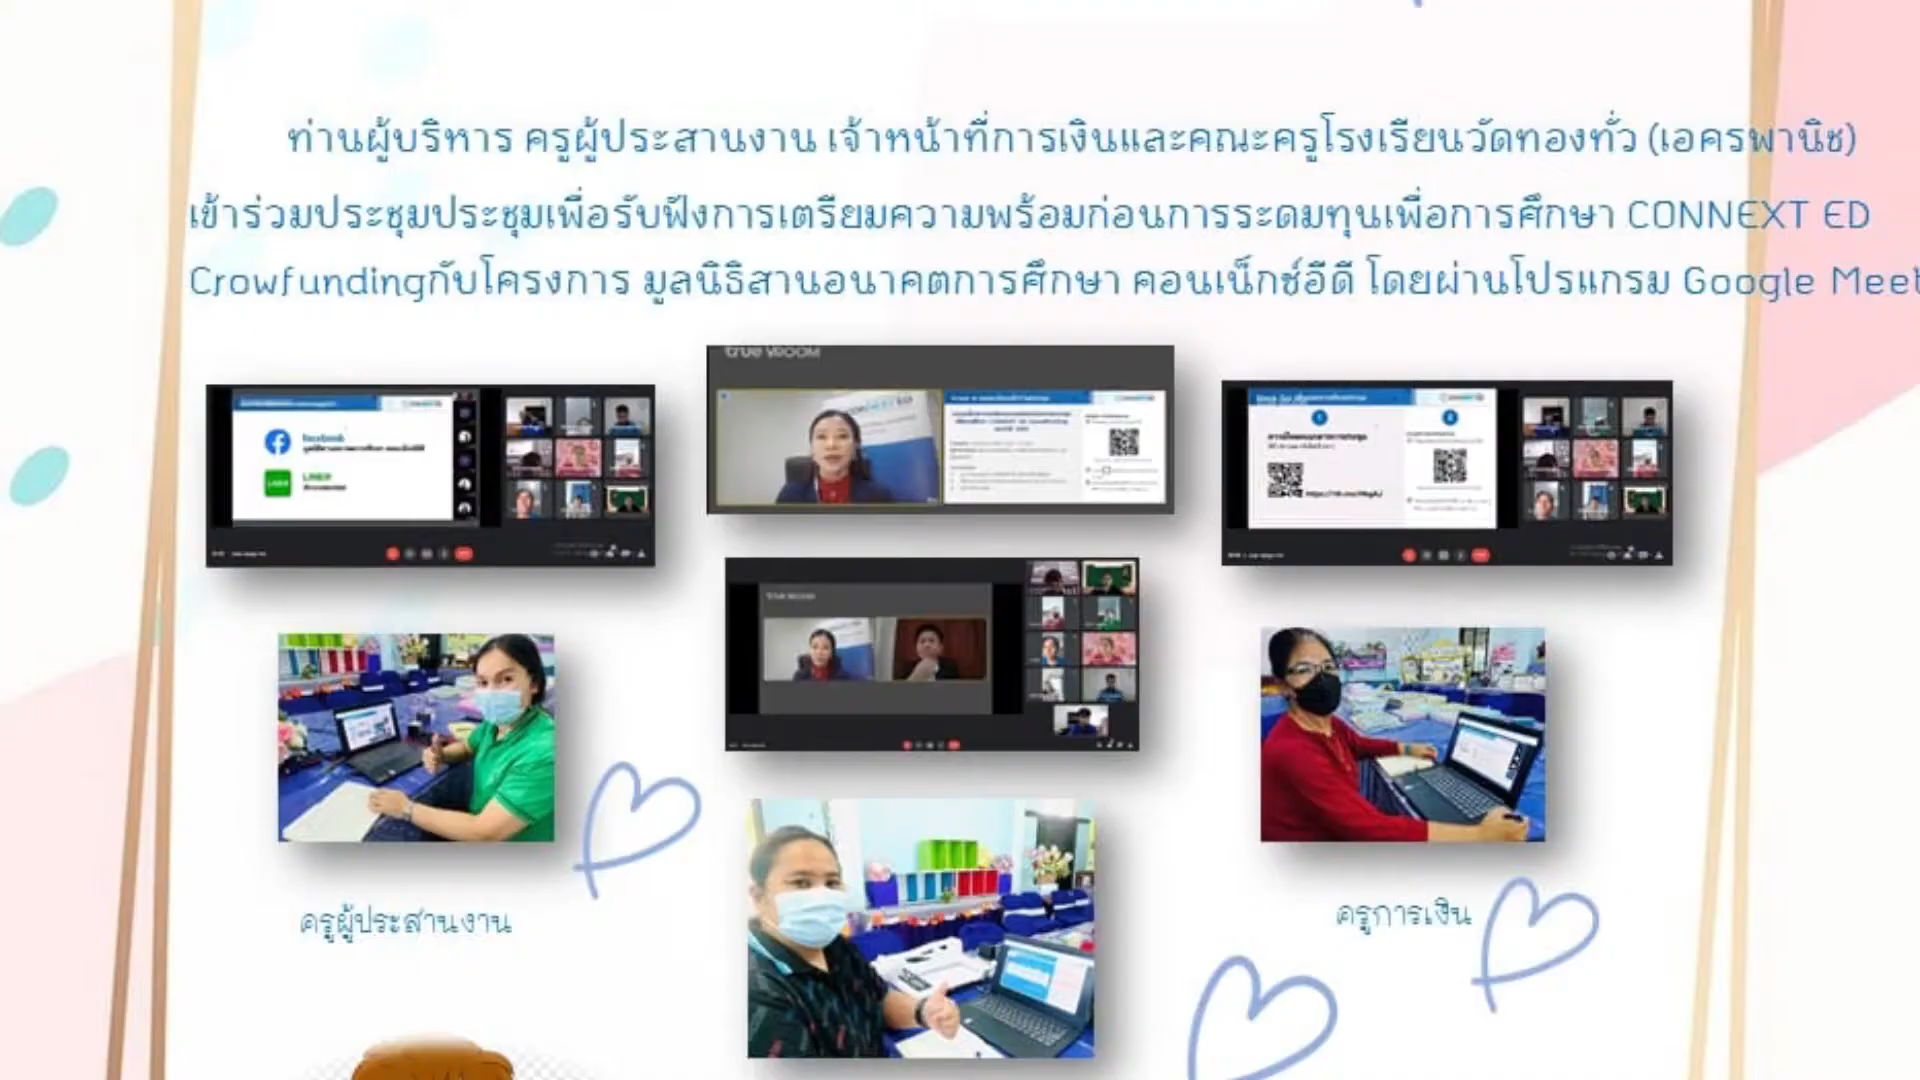 ท่านผู้บริหาร ครูผู้ประสานงาน เจ้าหน้าที่การเงินและคณะครูโรงเรียนวัดทองทั่ว (เอครพานิช)
เข้าร่วมประชุมประชุมเพื่อรับฟังการเตรียมความพร้อมก่อนการระดมทุนเพื่อการศึกษา CONNEXT ED
Crowfundingกับโครงการ มูลนิธิสานอนาคตการศึกษา คอนเน็กซ์อีดี โดยผ่านโปรแกรม Google Meet
true VROOM
facebook
LINE@
true VROOM
ครูผู้ประสานงาน
ครูการเงิน